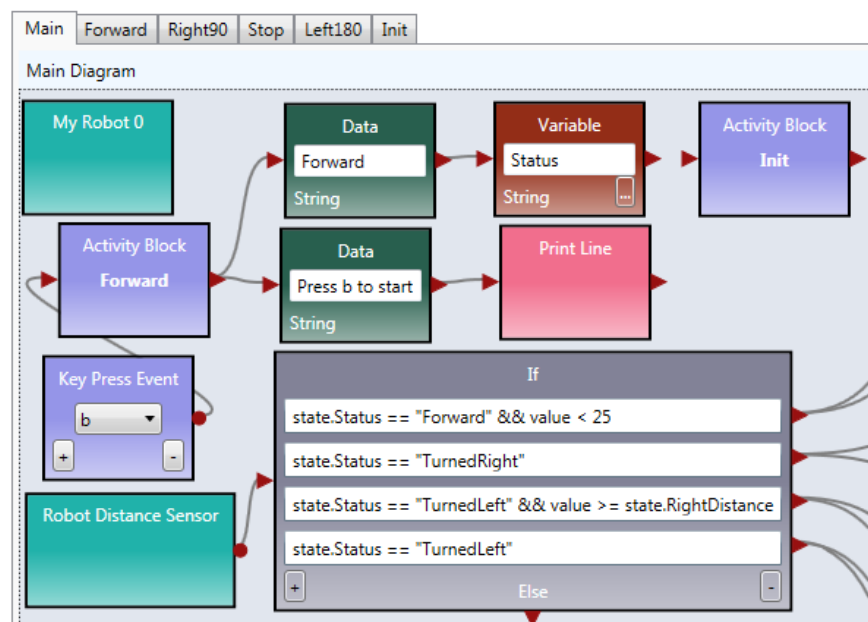 Main Forward Right90 Stop Left180 Init
Main Diagram
My Robot 0
Data
Forward
String
Variable
Status
String
...
Activity Block
Init
Activity Block
Forward
Data
Press b to start
String
Print Line
Key Press Event
b
+ -
If
state.Status == "Forward" && value < 25
state.Status == "TurnedRight"
state.Status == "TurnedLeft" && value >= state.RightDistance
state.Status == "TurnedLeft"
+ Else -
Robot Distance Sensor